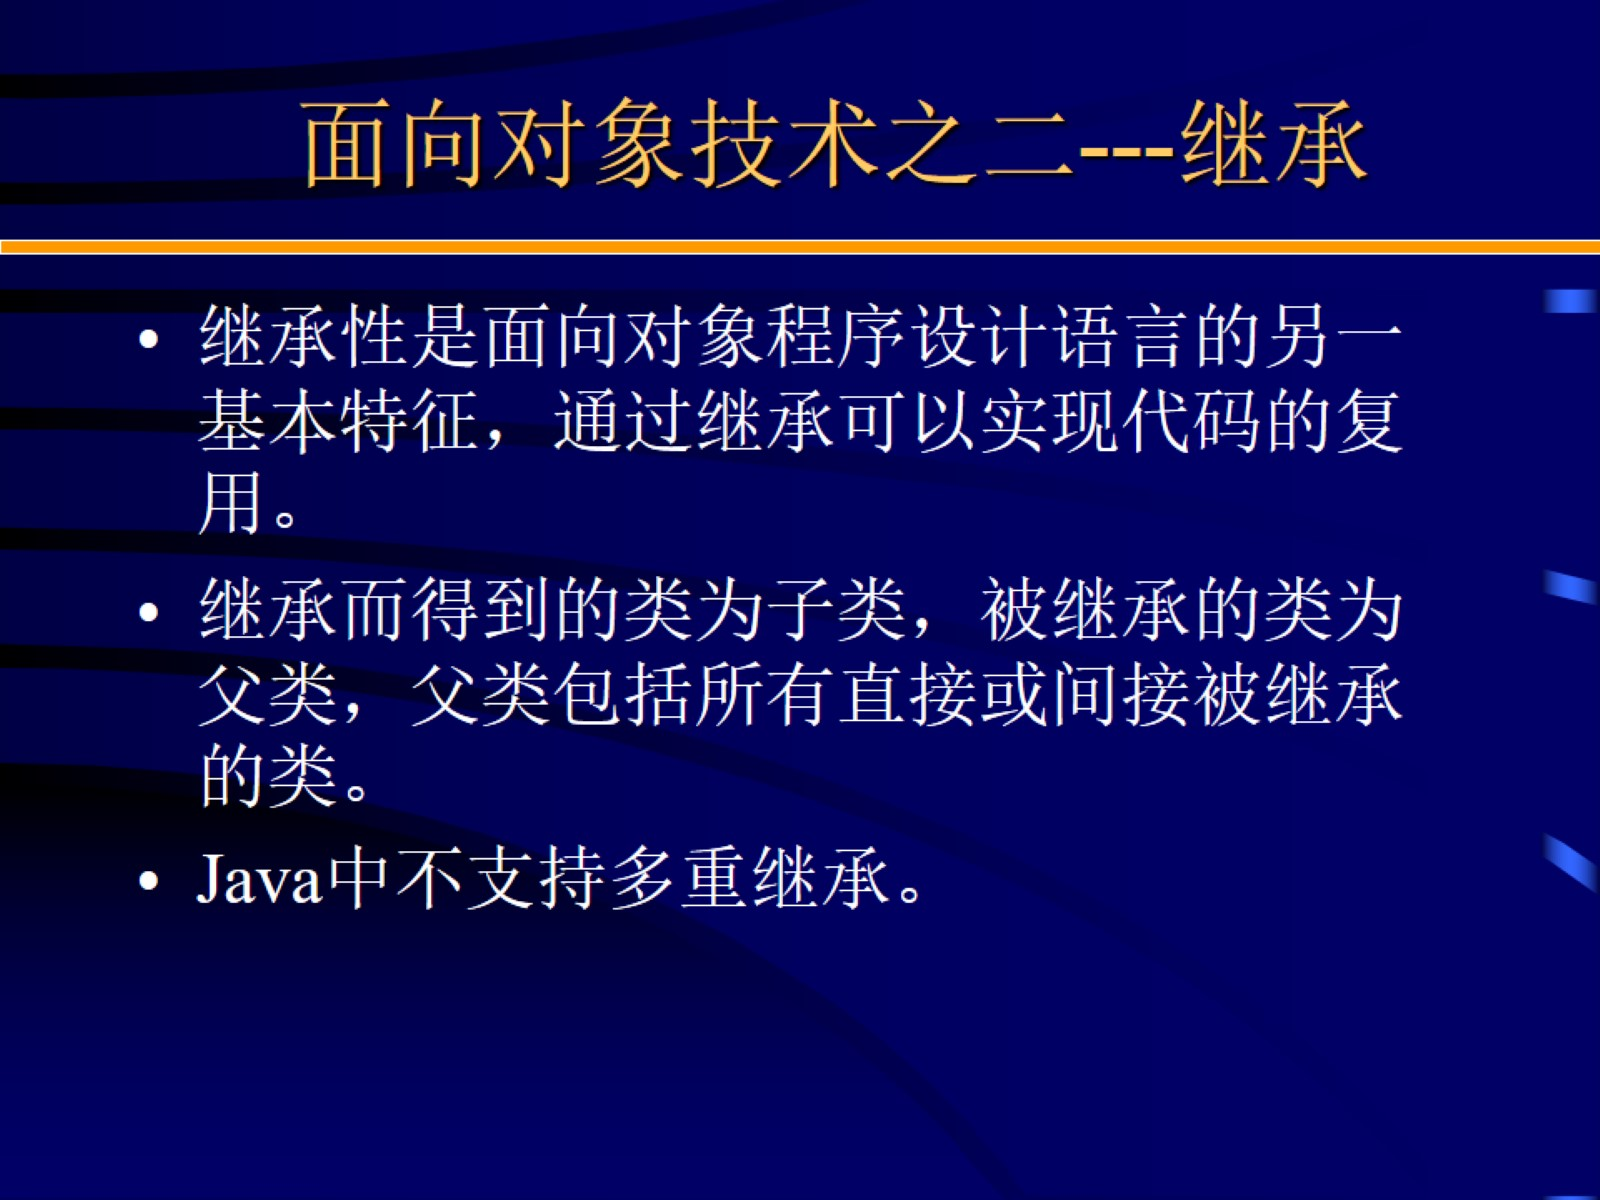 面向对象技术之二---继承
• 继承性是面向对象程序设计语言的另一
基本特征，通过继承可以实现代码的复
用。
• 继承而得到的类为子类，被继承的类为
父类，父类包括所有直接或间接被继承
的类。
• Java中不支持多重继承。